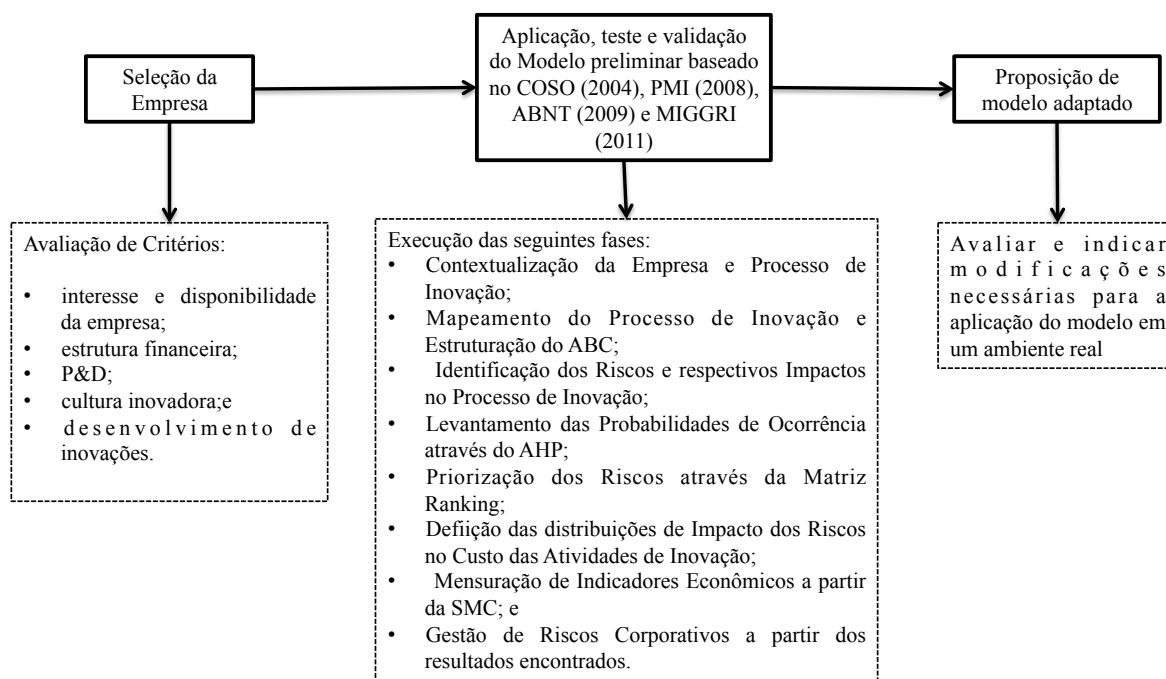 Seleção da
Empresa
Aplicação, teste e validação
do Modelo preliminar baseado
no COSO (2004), PMI (2008),
ABNT (2009) e MIGGRI
(2011)
Proposição de
modelo adaptado
Avaliação de Critérios:
• interesse e disponibilidade
da empresa;
• estrutura financeira;
• P&D;
• cultura inovadora;e
• desenvolvimento de
inovações.
Execução das seguintes fases:
• Contextualização da Empresa e Processo de
Inovação;
• Mapeamento do Processo de Inovação e
Estruturação do ABC;
• Identificação dos Riscos e respectivos Impactos
no Processo de Inovação;
• Levantamento das Probabilidades de Ocorrência
através do AHP;
• Priorização dos Riscos através da Matriz
Ranking;
• Defiição das distribuições de Impacto dos Riscos
no Custo das Atividades de Inovação;
• Mensuração de Indicadores Econômicos a partir
da SMC; e
• Gestão de Riscos Corporativos a partir dos
resultados encontrados.
Avaliar e indicar
modificações
necessárias para a
aplicação do modelo em
um ambiente real